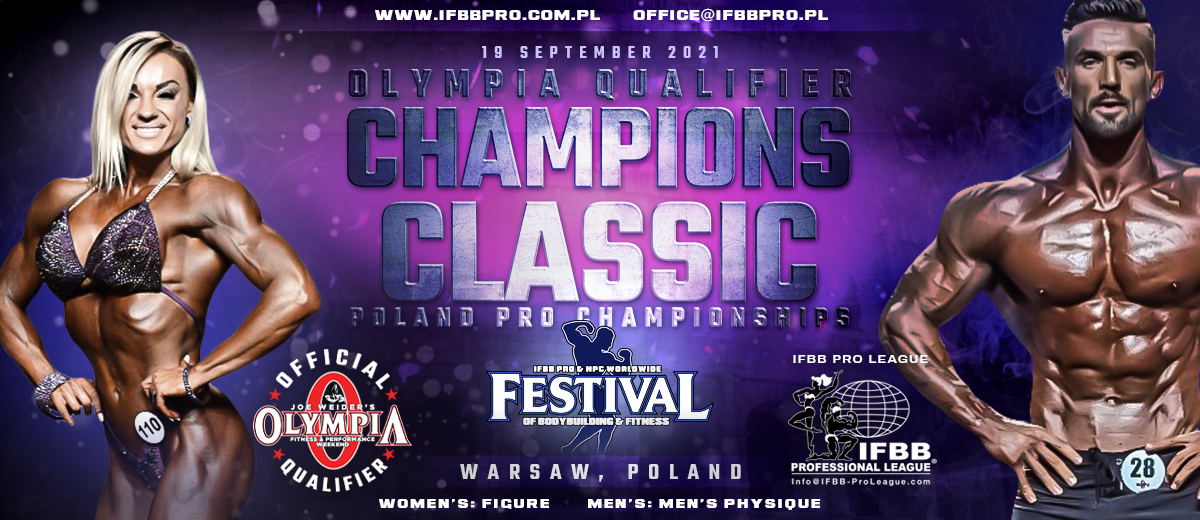 WWW.IFBBPRO.COM.PL OFFICE@IFBBPRO.PL
19 SEPTEMBER 2021
OLYMPIA QUALIFIER
CHAMPIONS
CLASSIC
POLAND PRO CHAMPIONSHIPS
OFFICIAL
JOE WEIDER'S
OLYMPIA
FITNESS & PERFORMANCE
WEEKEND
QUALIFIER
110
IFBB PRO & NPC WORLDWIDE
FESTIVAL
OF BODYBUILDING & FITNESS
WARSAW, POLAND
IFBB PRO LEAGUE
IFBB
PROFESSIONAL LEAGUE®
Info@IFBB-ProLeague.com
28
WOMEN'S: FIGURE MEN'S: MEN'S PHYSIQUE